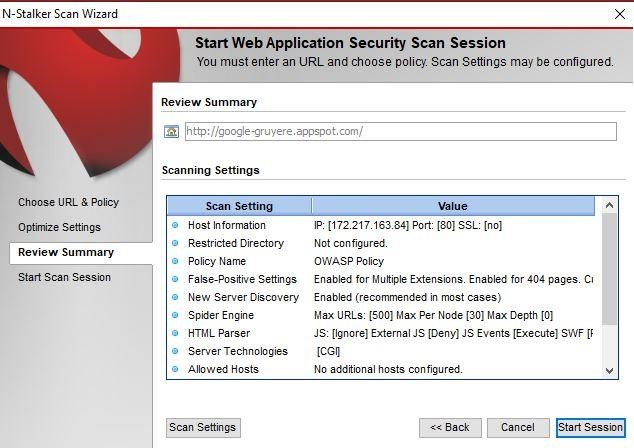 N-Stalker Scan Wizard
Start Web Application Security Scan Session
You must enter an URL and choose policy. Scan Settings may be configured.
Choose URL & Policy
Optimize Settings
Review Summary
Start Scan Session
Review Summary
http://google-gruyere.appspot.com/
Scanning Settings
Scan Setting Value
Host Information IP: [172.217.163.84] Port: [80] SSL: [no]
Restricted Directory Not configured.
Policy Name OWASP Policy
False-Positive Settings Enabled for Multiple Extensions. Enabled for 404 pages.
New Server Discovery Enabled (recommended in most cases)
Spider Engine Max URLs: [500] Max Per Node [30] Max Depth [0]
HTML Parser JS: [Ignore] External JS [Deny] JS Events [Execute] SWF
Server Technologies [CGI]
Allowed Hosts No additional hosts configured.
Scan Settings << Back Cancel Start Session